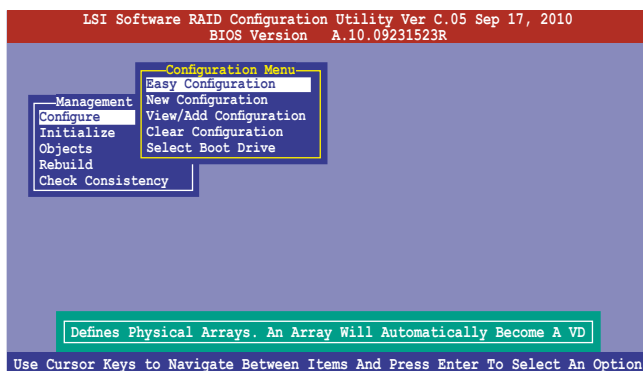 LSI Software RAID Configuration Utility Ver C.05 Sep 17, 2010
BIOS Version A.10.09231523R
Configuration Menu
Easy Configuration
New Configuration
View/Add Configuration
Clear Configuration
Select Boot Drive
Management
Configure
Initialize
Objects
Rebuild
Check Consistency
Defines Physical Arrays. An Array Will Automatically Become A VD
Use Cursor Keys to Navigate Between Items And Press Enter To Select An Option